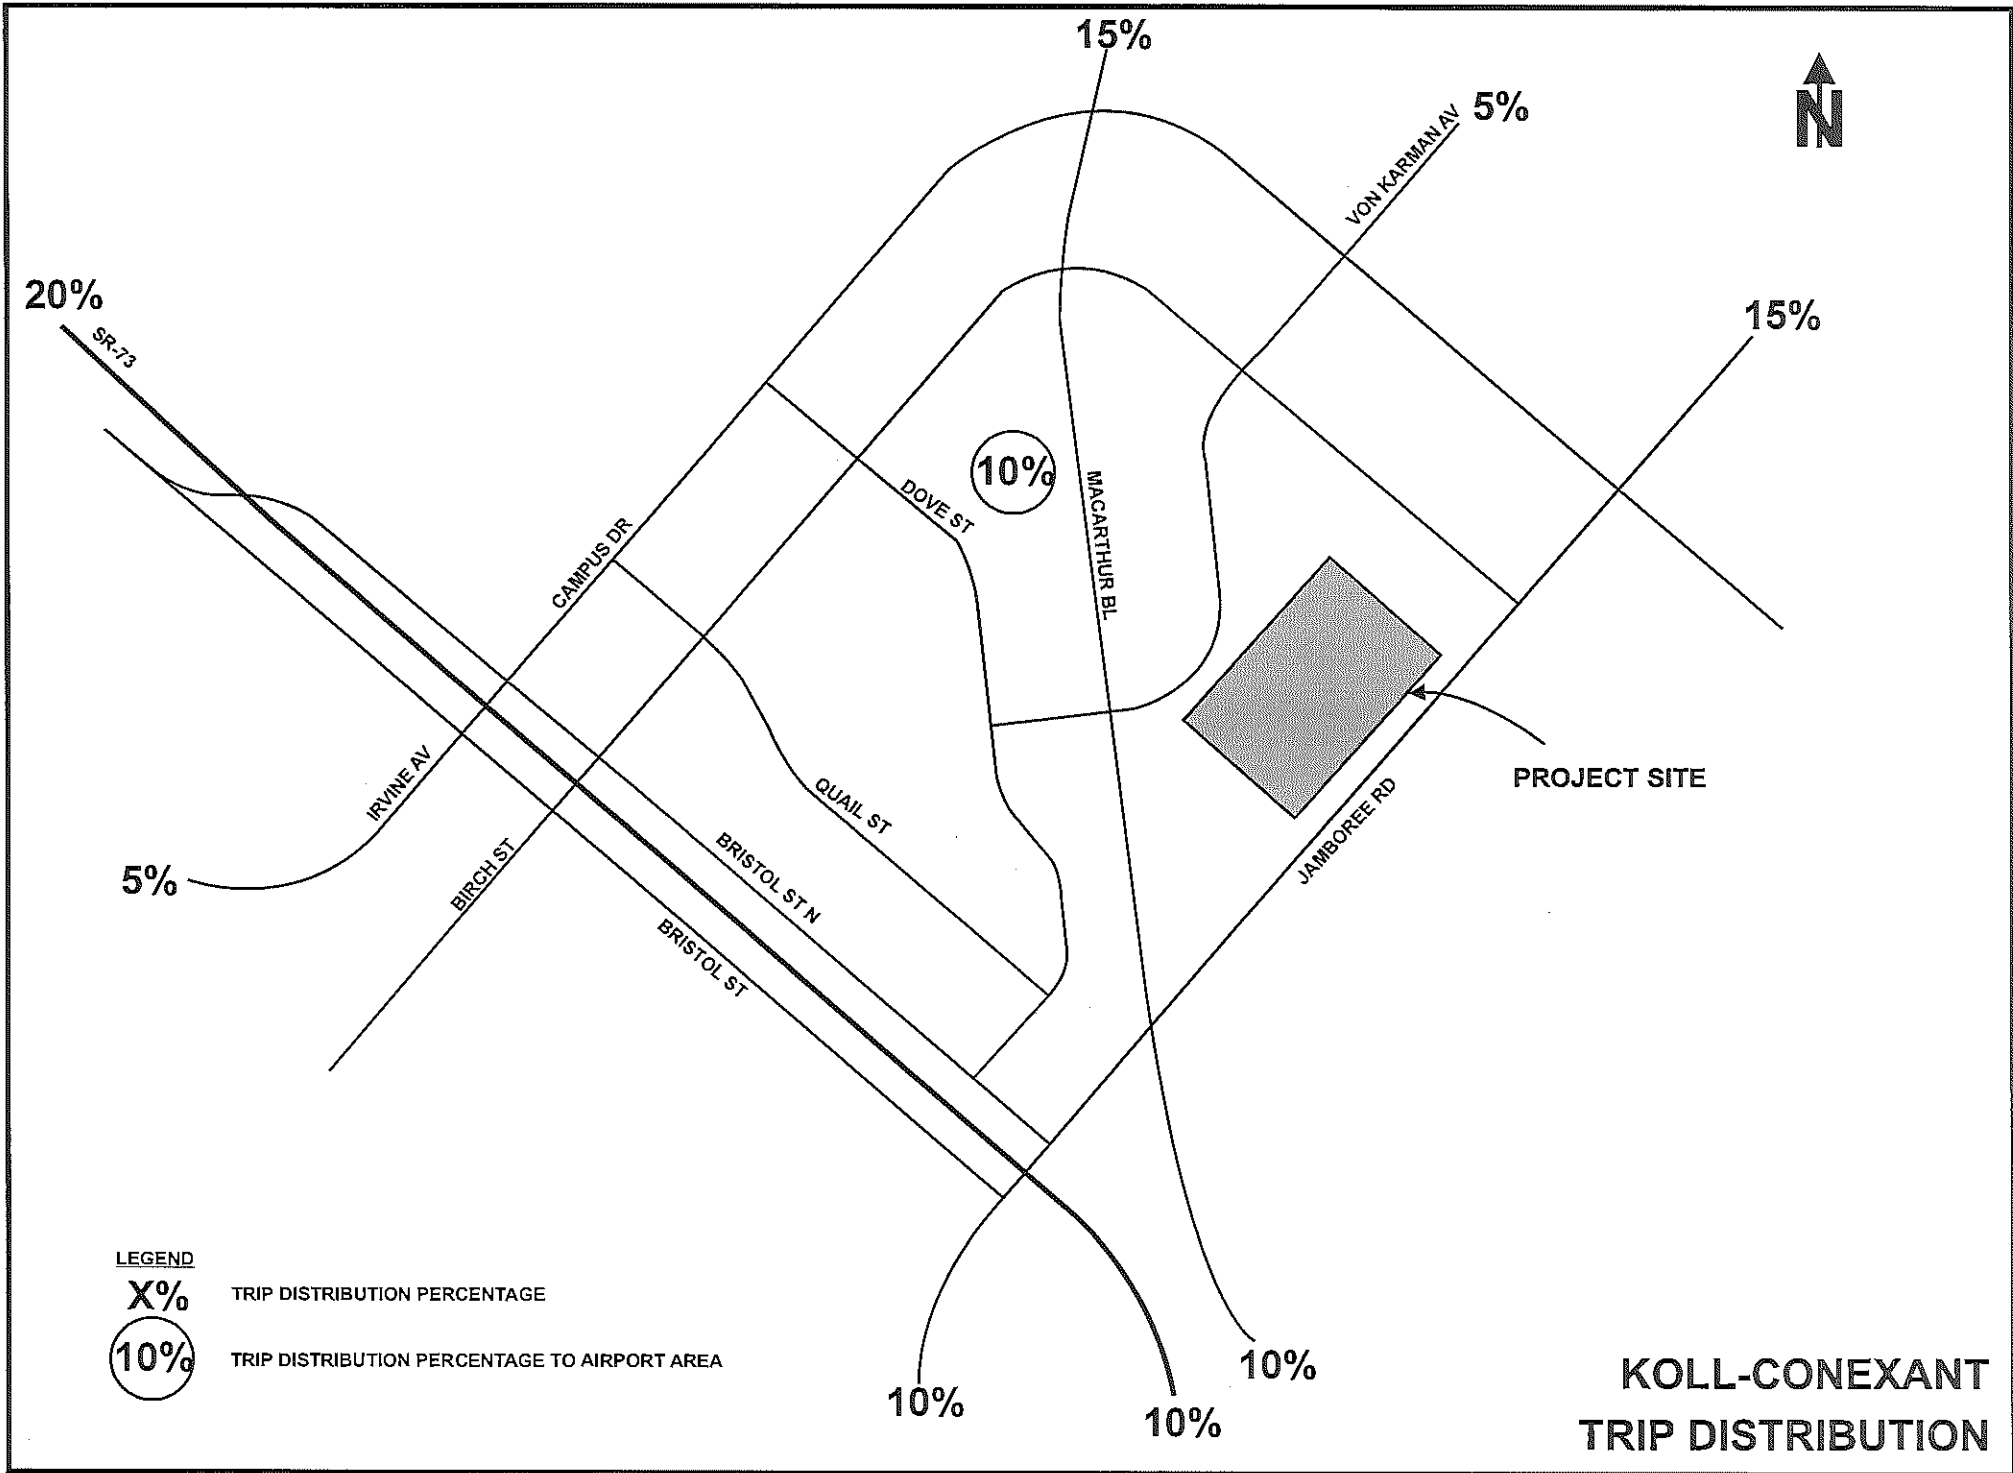 15%
N
5%
VON KARMAN AV
20%
SR-73
15%
10%
DOVE ST
MACARTHUR BL
CAMPUS DR
IRVINE AV
QUAIL ST
PROJECT SITE
JAMBOREE RD
5%
BIRCH ST
BRISTOL ST N
BRISTOL ST
LEGEND
X% TRIP DISTRIBUTION PERCENTAGE
10% TRIP DISTRIBUTION PERCENTAGE TO AIRPORT AREA
10%
10%
10%
KOLL-CONEXANT
TRIP DISTRIBUTION